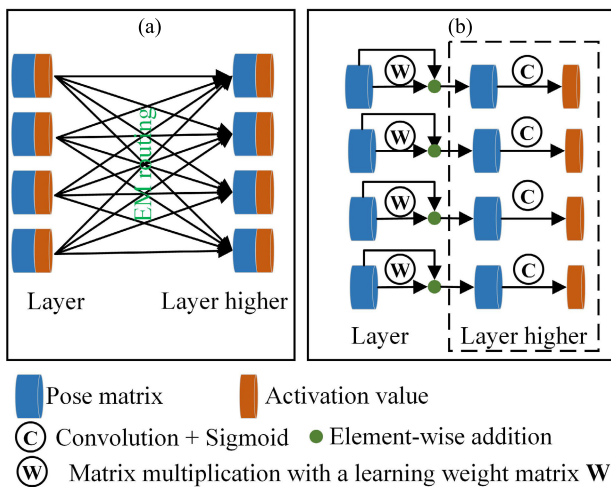 (a)
EM routing
Layer
Layer higher
(b)
W
C
W
C
W
C
W
C
Layer
Layer higher
Pose matrix
Activation value
C Convolution + Sigmoid
Element-wise addition
W Matrix multiplication with a learning weight matrix W